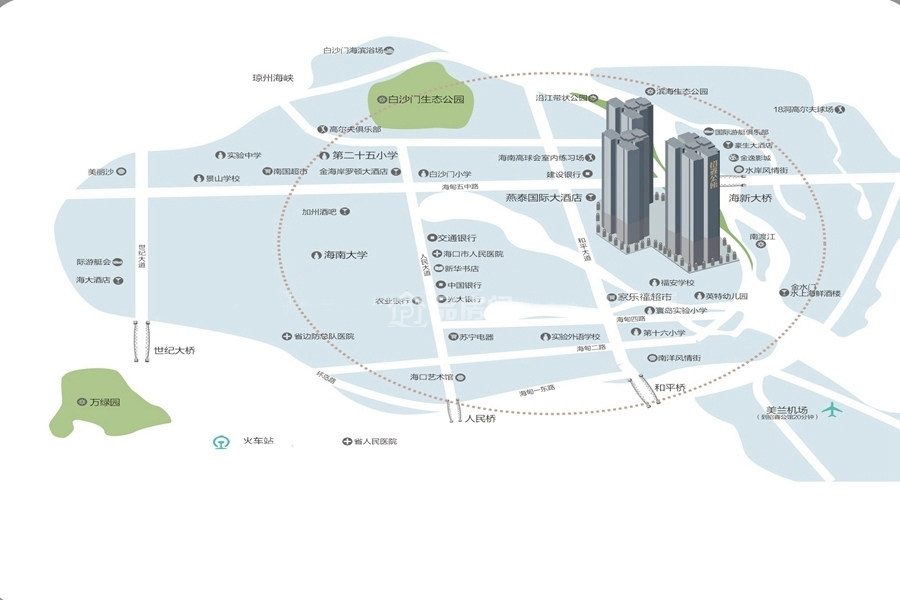 白沙门海滨浴场
琼州海峡
白沙门生态公园
沿江带状公园
滨海生态公园
18洞高尔夫球场
高尔夫俱乐部
国际游艇俱乐部
豪生大酒店
实验中学
第二十五小学
海南高球会室内练习场
金逸影城
美丽沙
景山学校
南国超市
金海岸罗顿大酒店
白沙门小学
建设银行
水岸风情街
海甸五中路
燕泰国际大酒店
海新大桥
加州酒吧
世纪大道
海南大学
人民大道
交通银行
海口市人民医院
新华书店
中国银行
光大银行
农业银行
和平大道
南渡江
际游艇会
海大酒店
福安学校
家乐福超市
英特幼儿园
金水门
水上海鲜酒楼
寰岛实验小学
海甸四路
第十六小学
省边防总队医院
苏宁电器
实验外语学校
海甸二路
南洋风情街
世纪大桥
环岛路
海口艺术馆
海甸一东路
和平桥
万绿园
人民桥
美兰机场
火车站
省人民医院